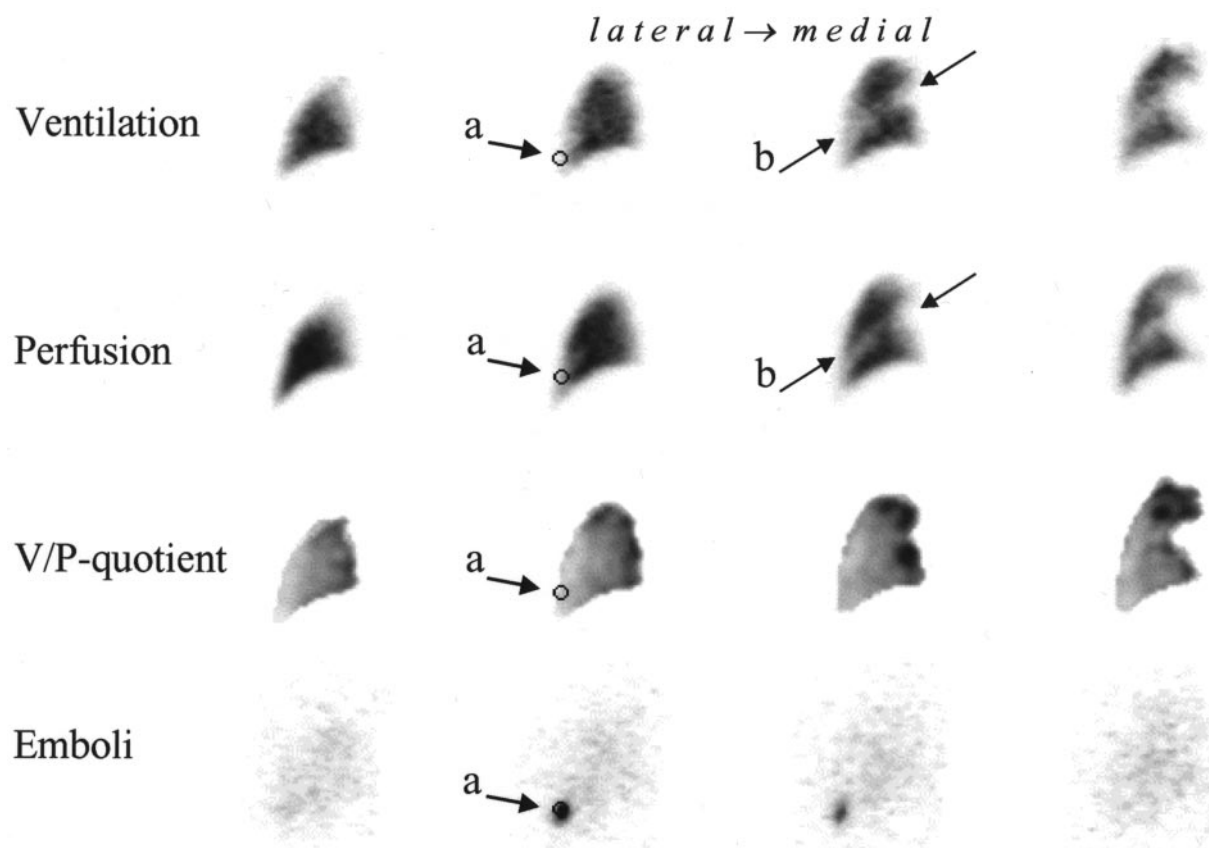 lateral → medial
Ventilation
a
b
Perfusion
a
b
V/P-quotient
a
Emboli
a